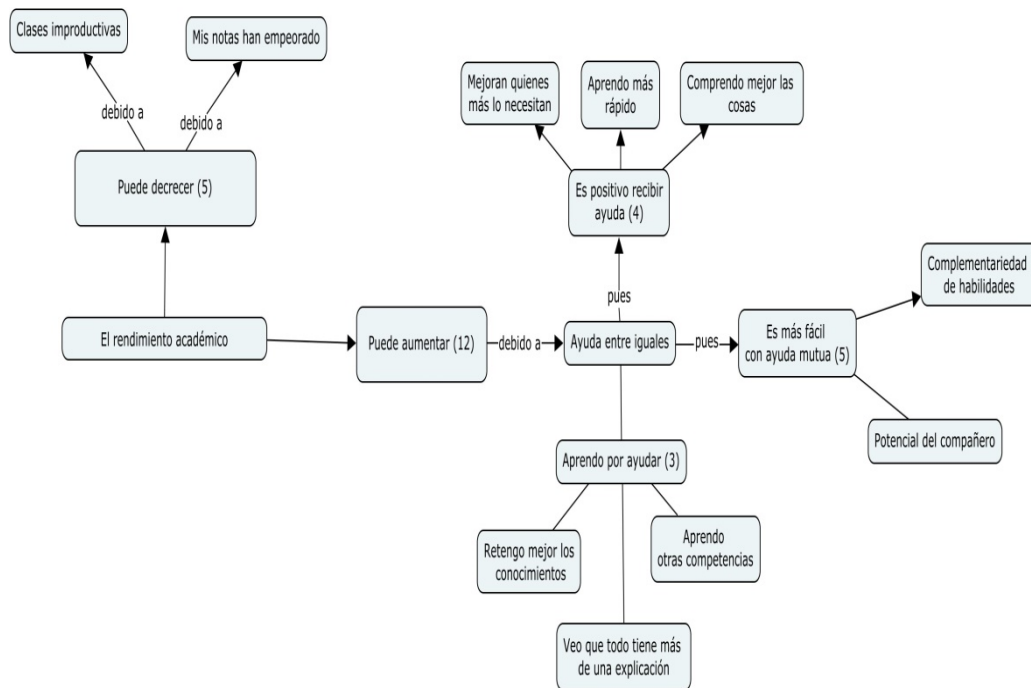 Clases improductivas
Mis notas han empeorado
debido a
debido a
Puede decrecer (5)
El rendimiento académico
Puede aumentar (12)
debido a
Ayuda entre iguales
pues
Es positivo recibir
ayuda (4)
Mejoran quienes
más lo necesitan
Aprendo más
rápido
Comprendo mejor las
cosas
pues
Es más fácil
con ayuda mutua (5)
Complementariedad
de habilidades
Potencial del compañero
Aprendo por ayudar (3)
Retengo mejor los
conocimientos
Aprendo
otras competencias
Veo que todo tiene más
de una explicación